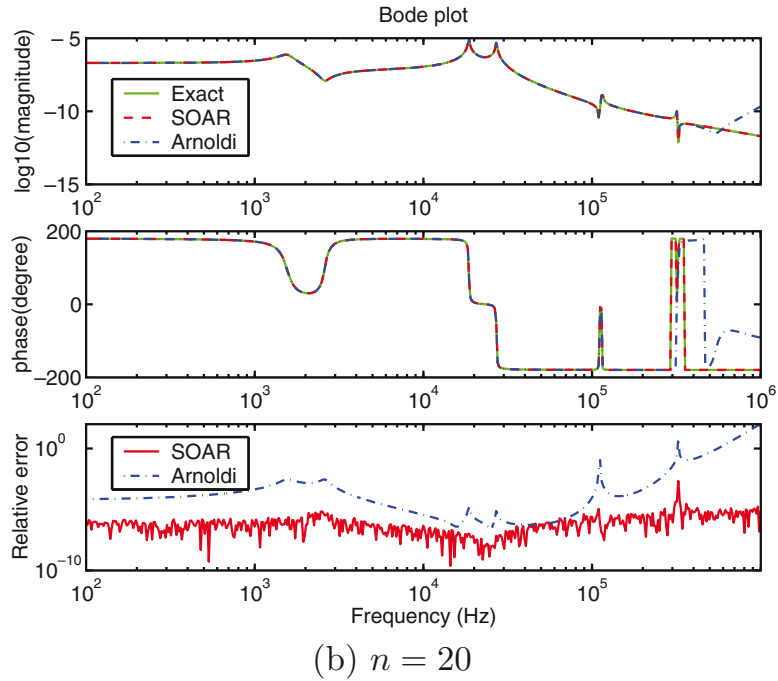 Bode plot
log10(magnitude)
−5
−10
−15
Exact
SOAR
Arnoldi
10^2
10^3
10^4
10^5
10^6
phase(degree)
200
0
−200
10^2
10^3
10^4
10^5
10^6
Relative error
10^0
10^−10
SOAR
Arnoldi
10^2
10^3
10^4
10^5
10^6
Frequency (Hz)
(b) n = 20